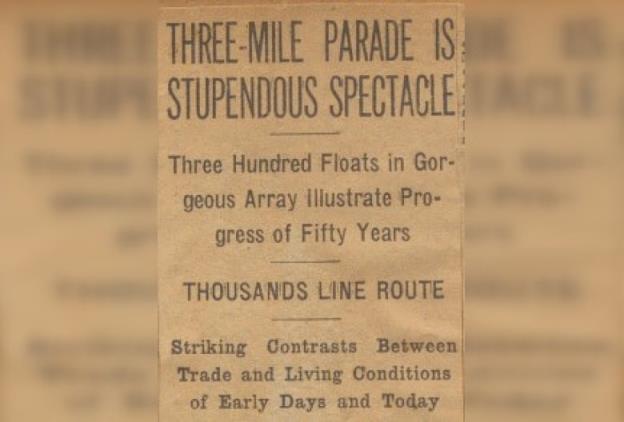 THREE-MILE PARADE IS
STUPENDOUS SPECTACLE
Three Hundred Floats in Gor-
geous Array Illustrate Pro-
gress of Fifty Years
THOUSANDS LINE ROUTE
Striking Contrasts Between
Trade and Living Conditions
of Early Days and Today